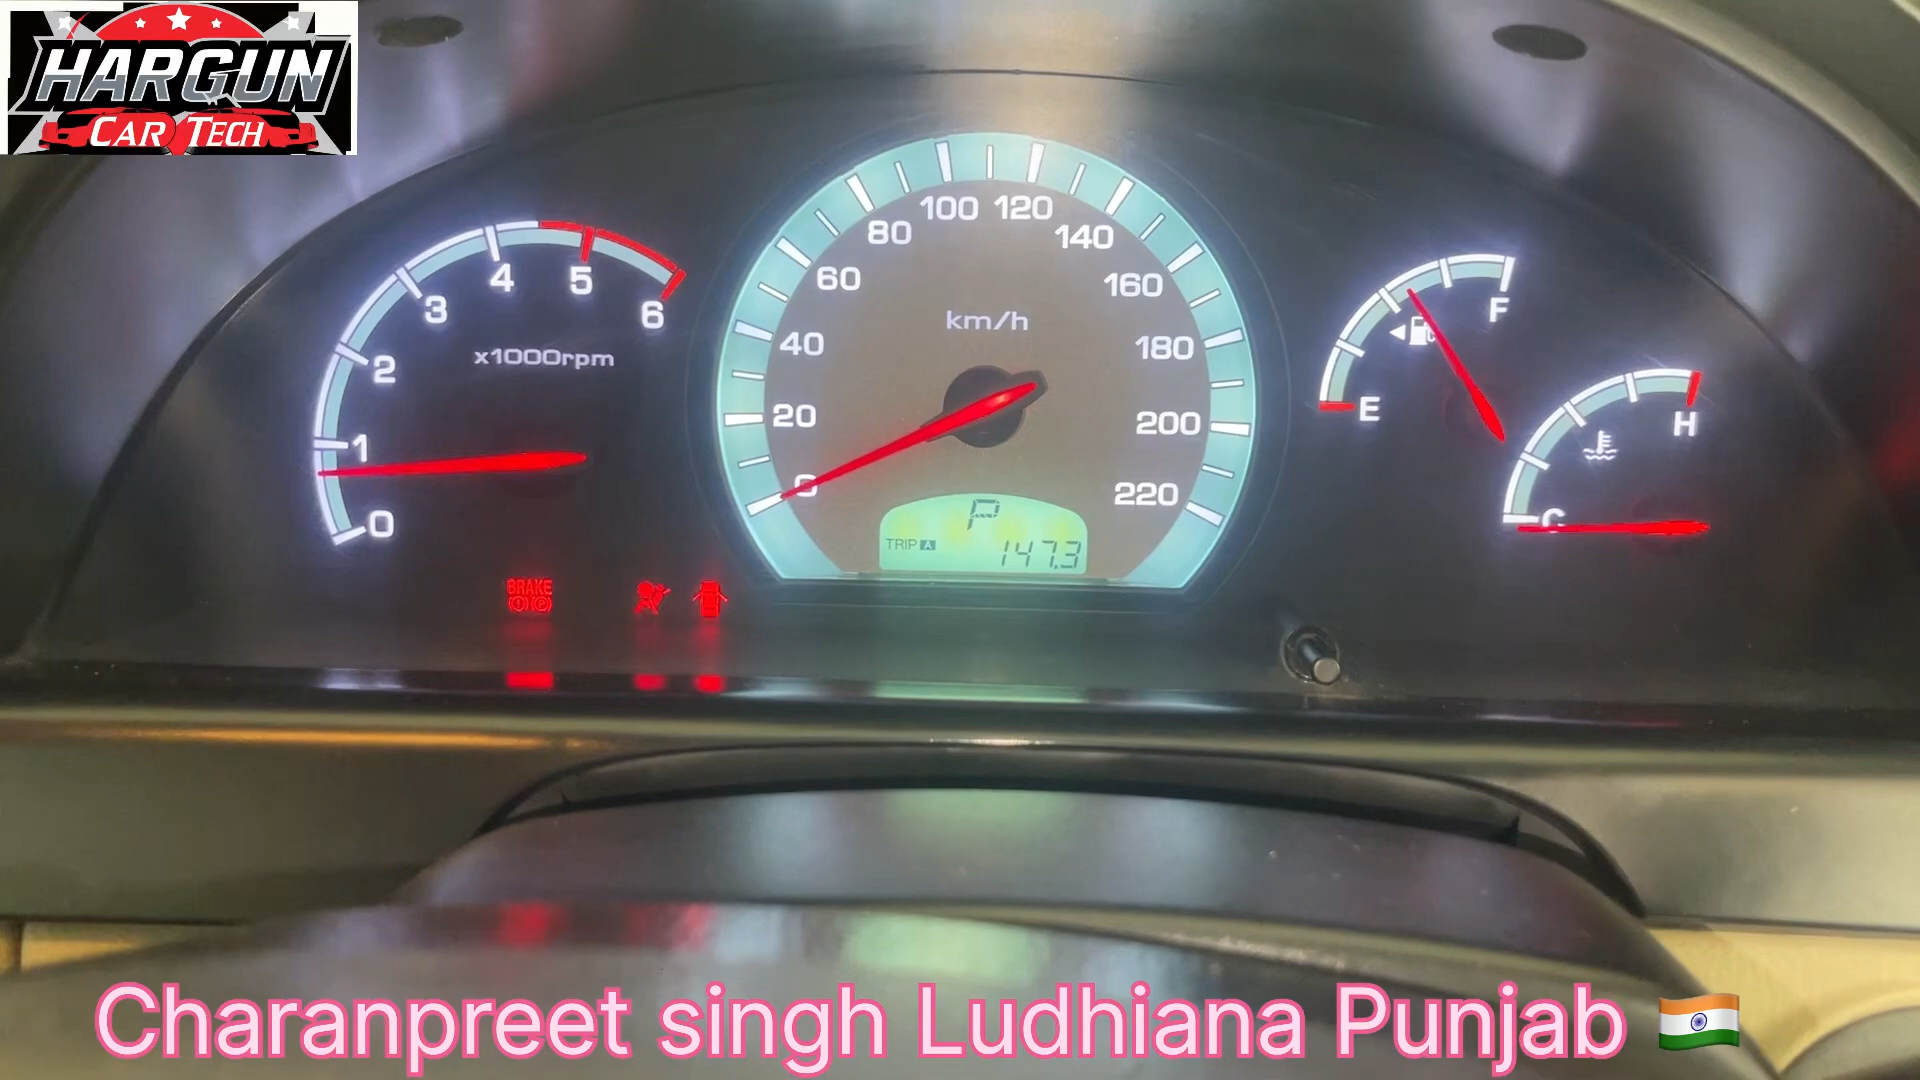 HARGUN
CAR TECH
0
1
2
3
4
5
6
x1000rpm
0
20
40
60
80
100
120
140
160
180
200
220
km/h
P
TRIP A
147.3
E
F
C
H
BRAKE
(!)(P)
Charanpreet singh Ludhiana Punjab 🇮🇳